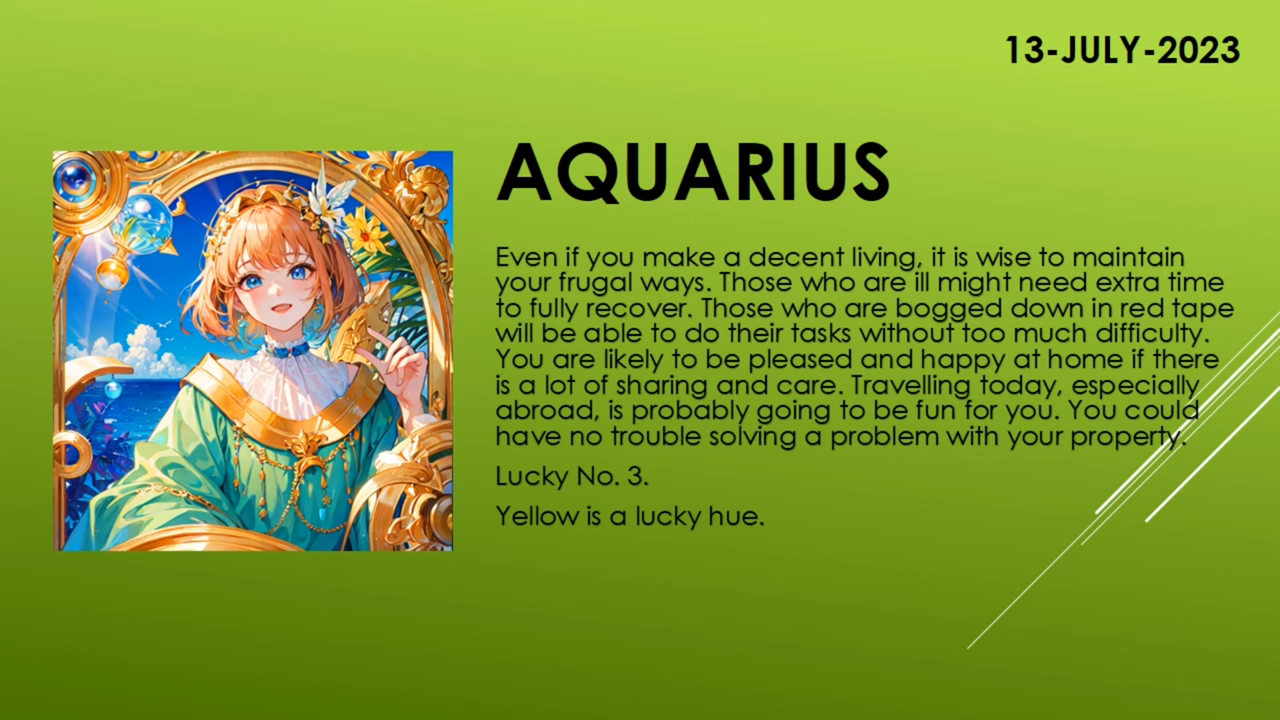 13-JULY-2023
AQUARIUS
Even if you make a decent living, it is wise to maintain
your frugal ways. Those who are ill might need extra time
to fully recover. Those who are bogged down in red tape
will be able to do their tasks without too much difficulty.
You are likely to be pleased and happy at home if there
is a lot of sharing and care. Travelling today, especially
abroad, is probably going to be fun for you. You could
have no trouble solving a problem with your property.
Lucky No. 3.
Yellow is a lucky hue.